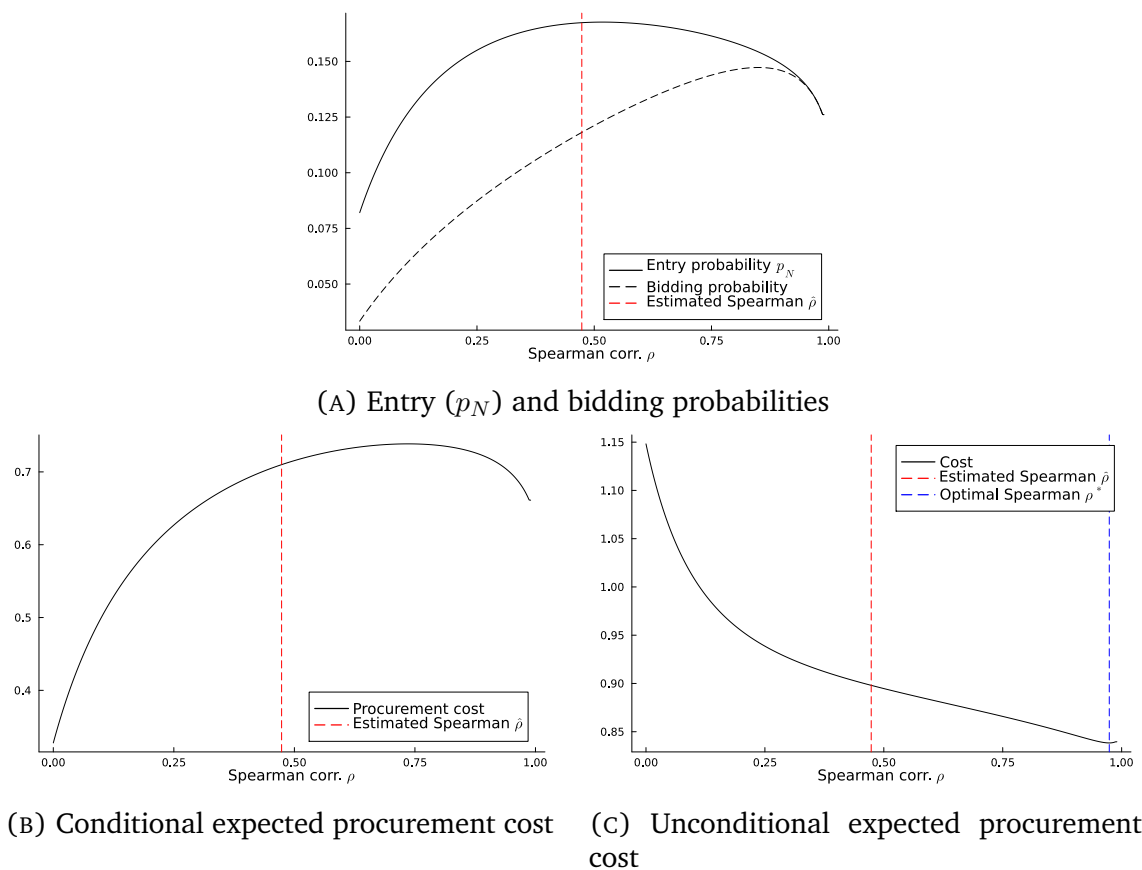 0.150
0.125
0.100
0.075
0.050
Entry probability p_N
Bidding probability
Estimated Spearman ρ̂
0.00 0.25 0.50 0.75 1.00
Spearman corr. ρ
(A) Entry (p_N) and bidding probabilities
0.7
0.6
0.5
0.4
Procurement cost
Estimated Spearman ρ̂
0.00 0.25 0.50 0.75 1.00
Spearman corr. ρ
(B) Conditional expected procurement cost
1.15
1.10
1.05
1.00
0.95
0.90
0.85
Cost
Estimated Spearman ρ̂
Optimal Spearman ρ*
0.00 0.25 0.50 0.75 1.00
Spearman corr. ρ
(C) Unconditional expected procurement
cost